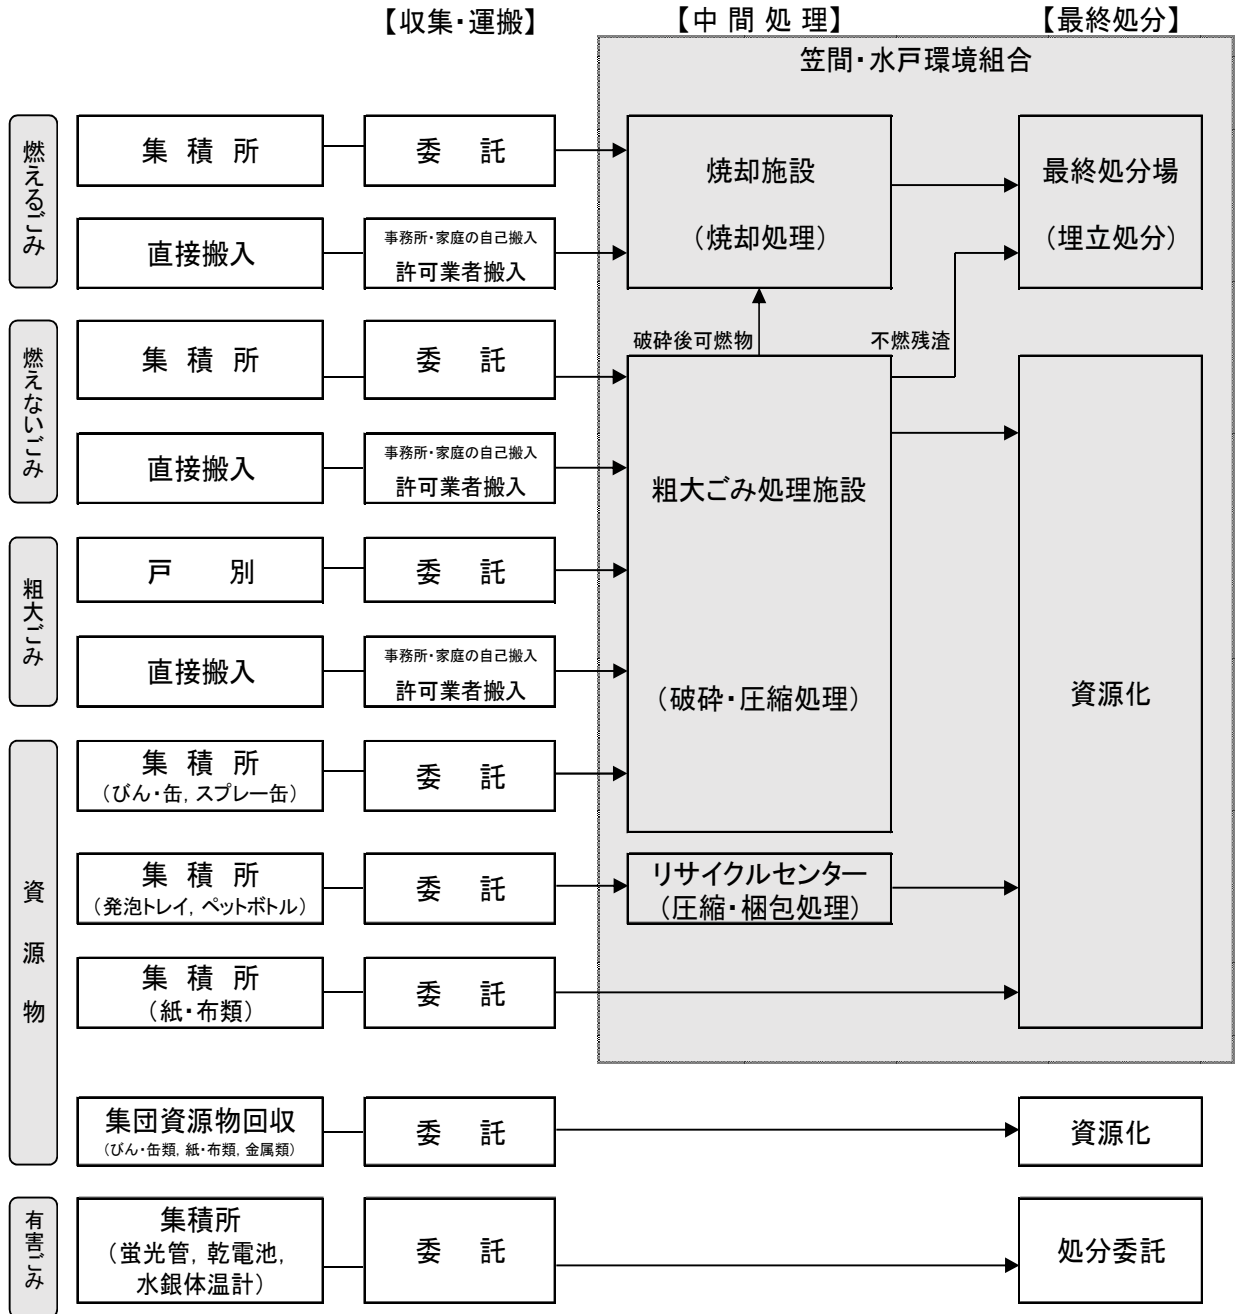 【収集・運搬】
【中間処理】
【最終処分】
笠間・水戸環境組合
燃えるごみ
集積所
委託
焼却施設
(焼却処理)
最終処分場
(埋立処分)
直接搬入
事務所・家庭の自己搬入
許可業者搬入
破砕後可燃物
不燃残渣
燃えないごみ
集積所
委託
直接搬入
事務所・家庭の自己搬入
許可業者搬入
粗大ごみ処理施設
(破砕・圧縮処理)
資源化
粗大ごみ
戸別
委託
直接搬入
事務所・家庭の自己搬入
許可業者搬入
資源物
集積所
(びん・缶, スプレー缶)
委託
集積所
(発泡トレイ, ペットボトル)
委託
リサイクルセンター
(圧縮・梱包処理)
集積所
(紙・布類)
委託
集団資源物回収
(びん・缶類, 紙・布類, 金属類)
委託
資源化
有害ごみ
集積所
(蛍光管, 乾電池,
水銀体温計)
委託
処分委託